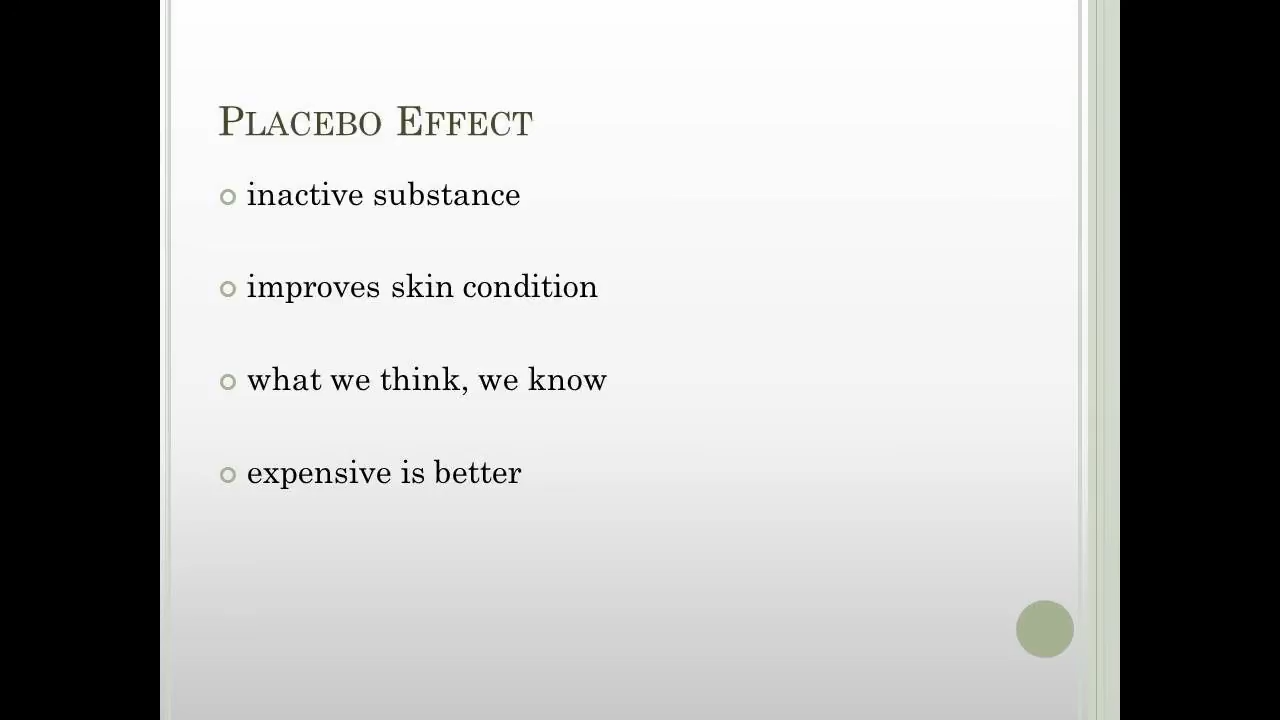 Placebo Effect
inactive substance
improves skin condition
what we think, we know
expensive is better